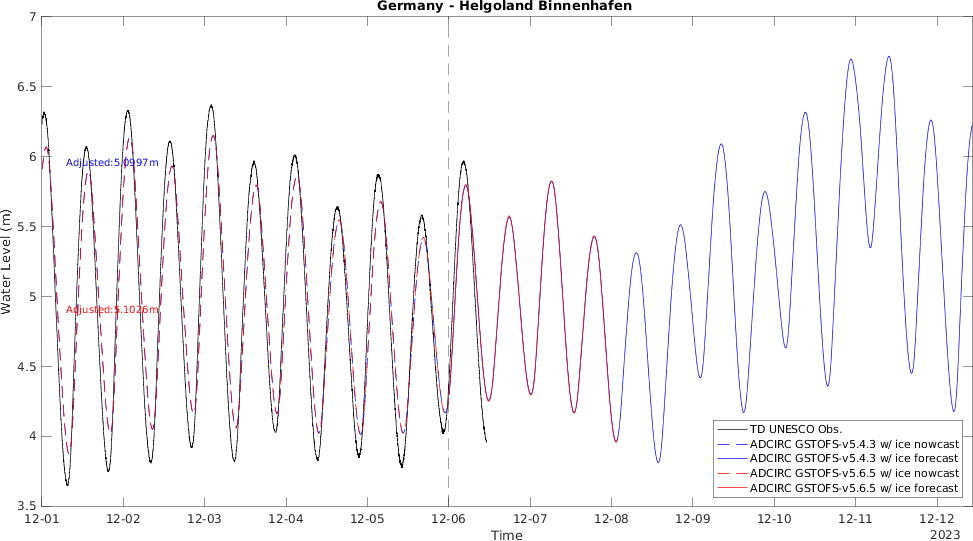 Germany - Helgoland Binnenhafen
7
6.5
6
5.5
5
4.5
4
3.5
Water Level (m)
Adjusted:5.0997m
Adjusted:5.1026m
TD UNESCO Obs.
ADCIRC GSTOFS-v5.4.3 w/ ice nowcast
ADCIRC GSTOFS-v5.4.3 w/ ice forecast
ADCIRC GSTOFS-v5.6.5 w/ ice nowcast
ADCIRC GSTOFS-v5.6.5 w/ ice forecast
12-01 12-02 12-03 12-04 12-05 12-06 12-07 12-08 12-09 12-10 12-11 12-12
2023
Time